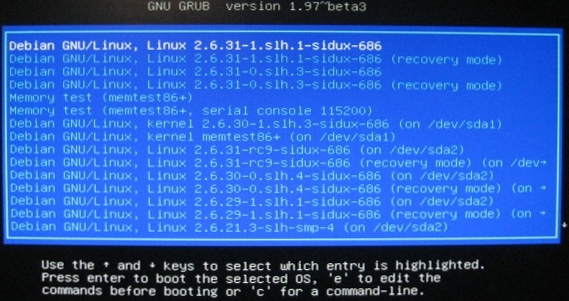 GNU GRUB version 1.97~beta3
Debian GNU/Linux, Linux 2.6.31-1.slh.1-sidux-686
Debian GNU/Linux, Linux 2.6.31-1.slh.1-sidux-686 (recovery mode)
Debian GNU/Linux, Linux 2.6.31-0.slh.3-sidux-686
Debian GNU/Linux, Linux 2.6.31-0.slh.3-sidux-686 (recovery mode)
Memory test (memtest86+)
Memory test (memtest86+, serial console 115200)
Debian GNU/Linux, kernel 2.6.30-1.slh.3-sidux-686 (on /dev/sda1)
Debian GNU/Linux, kernel memtest86+ (on /dev/sda1)
Debian GNU/Linux, Linux 2.6.31-rc9-sidux-686 (on /dev/sda2)
Debian GNU/Linux, Linux 2.6.31-rc9-sidux-686 (recovery mode) (on /dev→
Debian GNU/Linux, Linux 2.6.30-0.slh.4-sidux-686 (on /dev/sda2)
Debian GNU/Linux, Linux 2.6.30-0.slh.4-sidux-686 (recovery mode) (on →
Debian GNU/Linux, Linux 2.6.29-1.slh.1-sidux-686 (on /dev/sda2)
Debian GNU/Linux, Linux 2.6.29-1.slh.1-sidux-686 (recovery mode) (on →
Debian GNU/Linux, Linux 2.6.21.3-slh-smp-4 (on /dev/sda2) ↓
Use the ↑ and ↓ keys to select which entry is highlighted.
Press enter to boot the selected OS, 'e' to edit the
commands before booting or 'c' for a command-line.